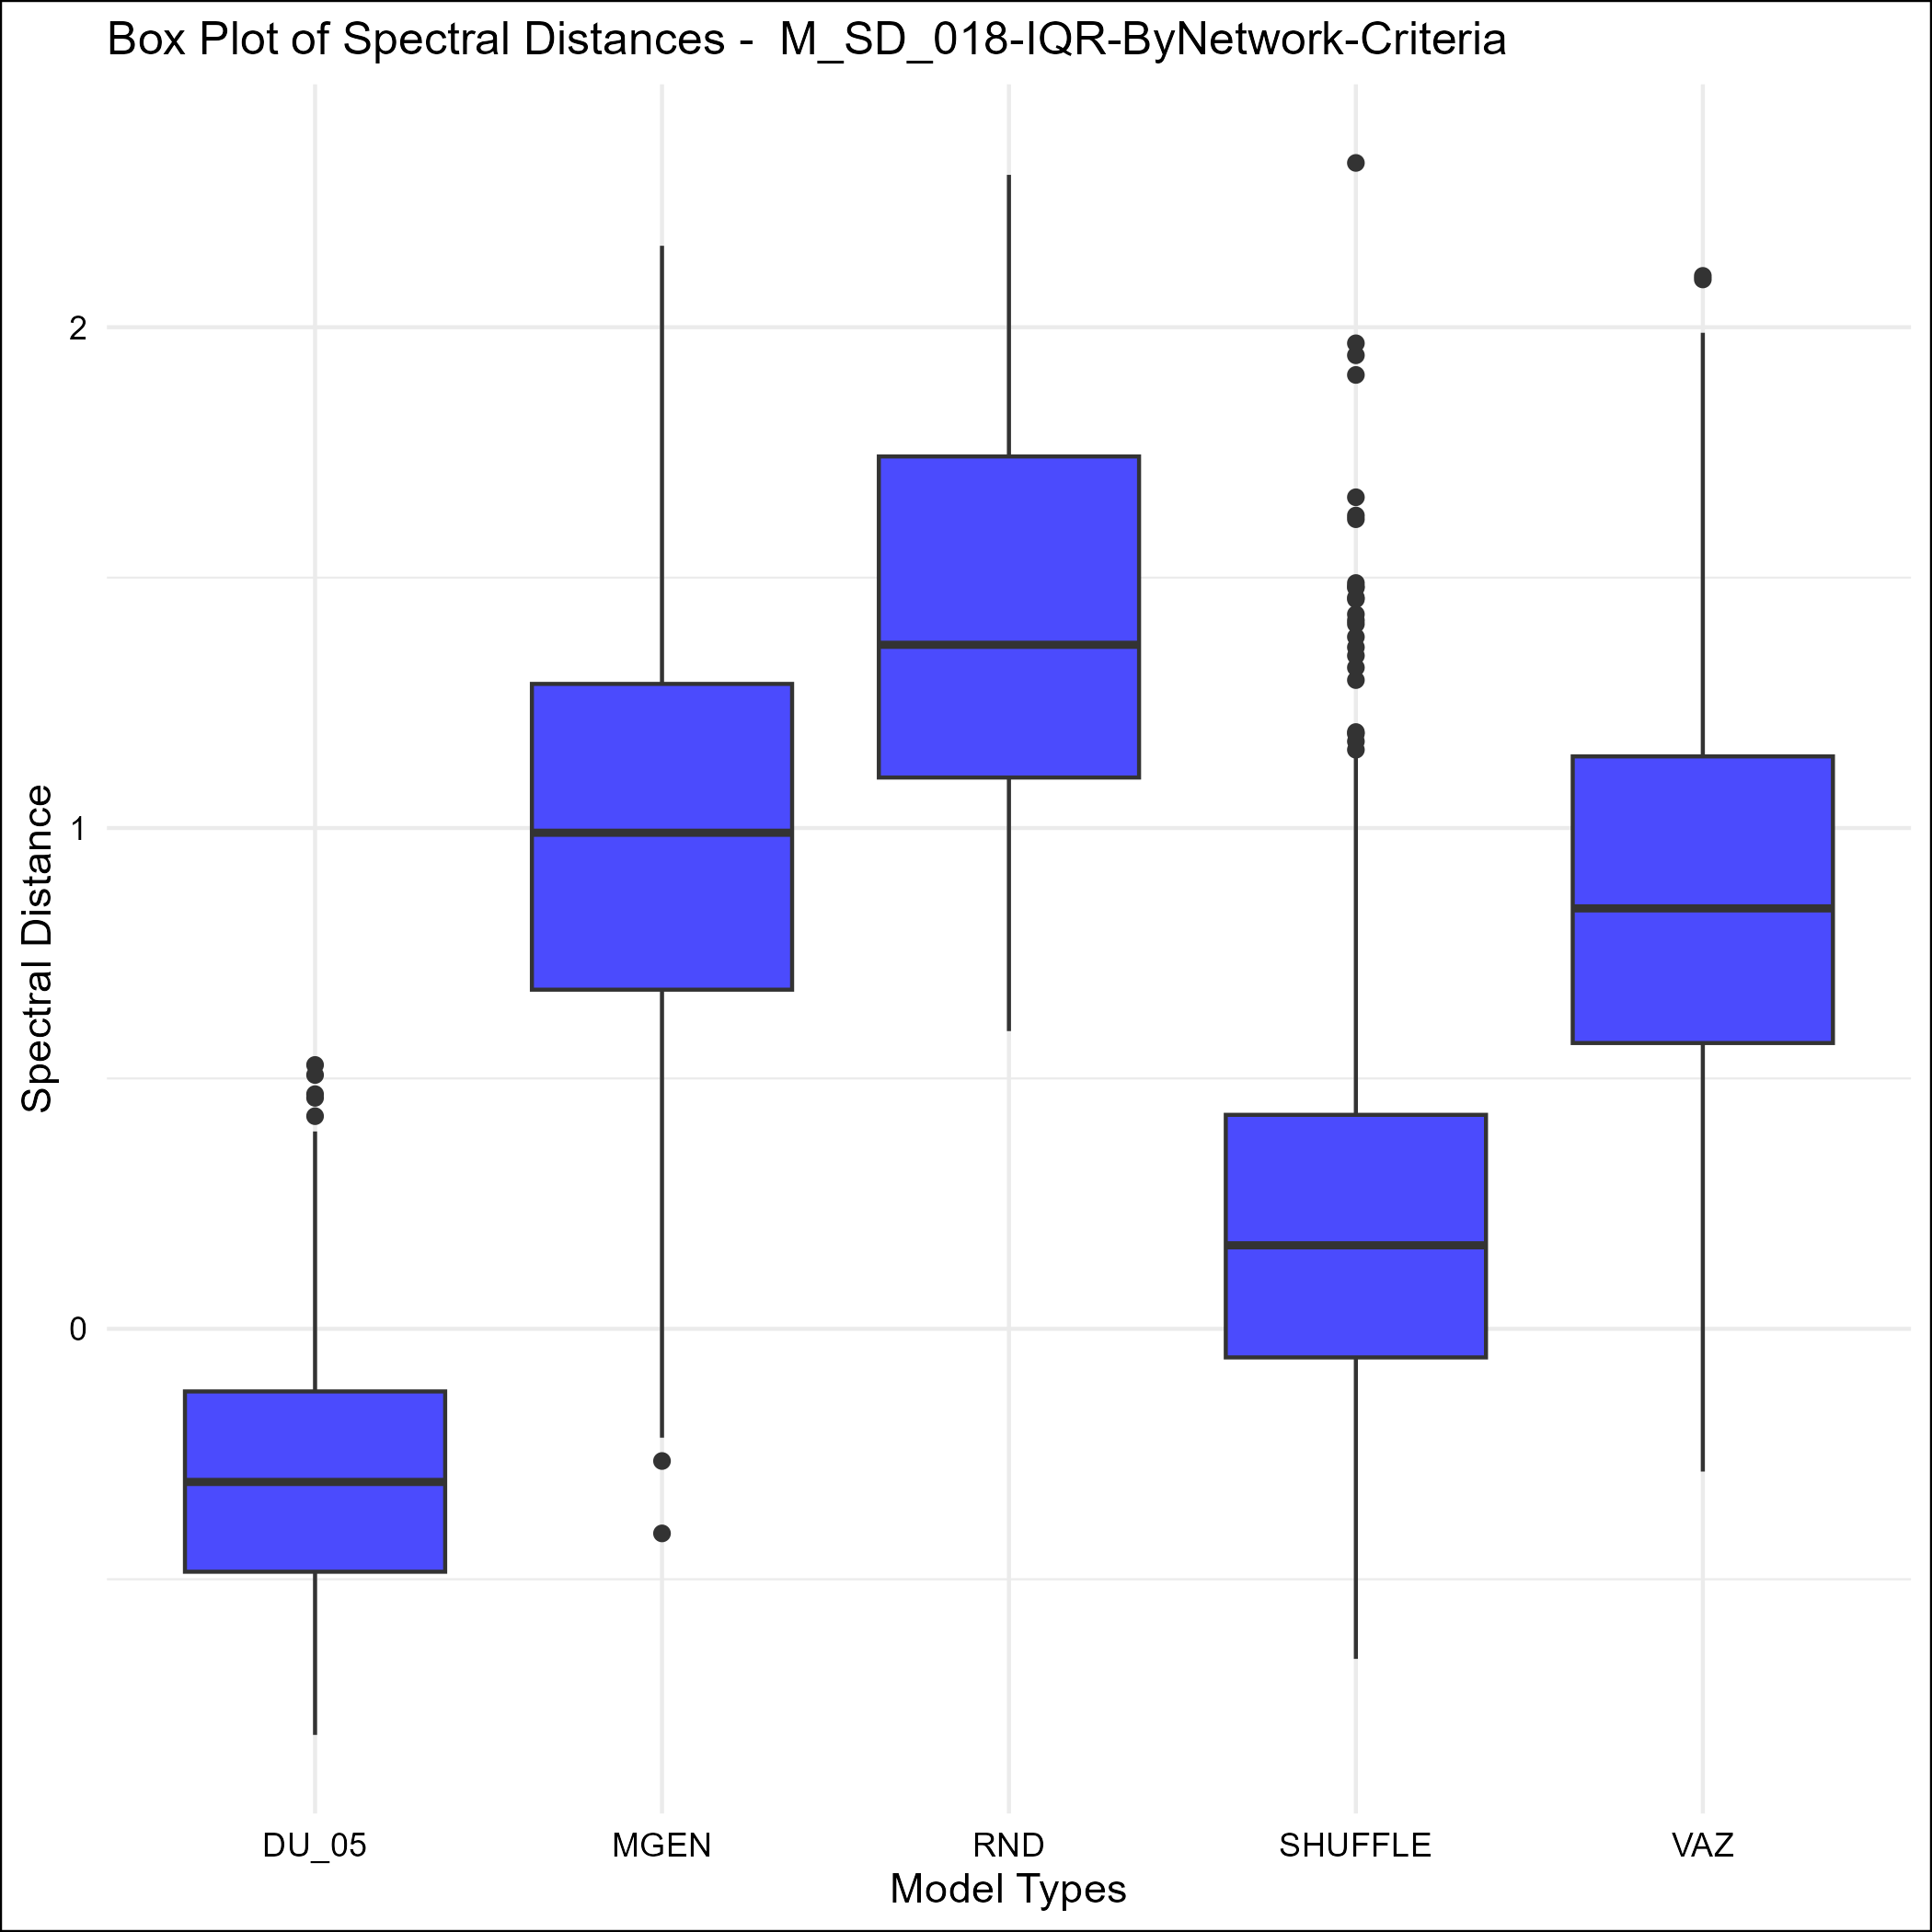 Box Plot of Spectral Distances -  M_SD_018-IQR-ByNetwork-Criteria
Spectral Distance
2
1
0
DU_05 MGEN RND SHUFFLE VAZ
Model Types